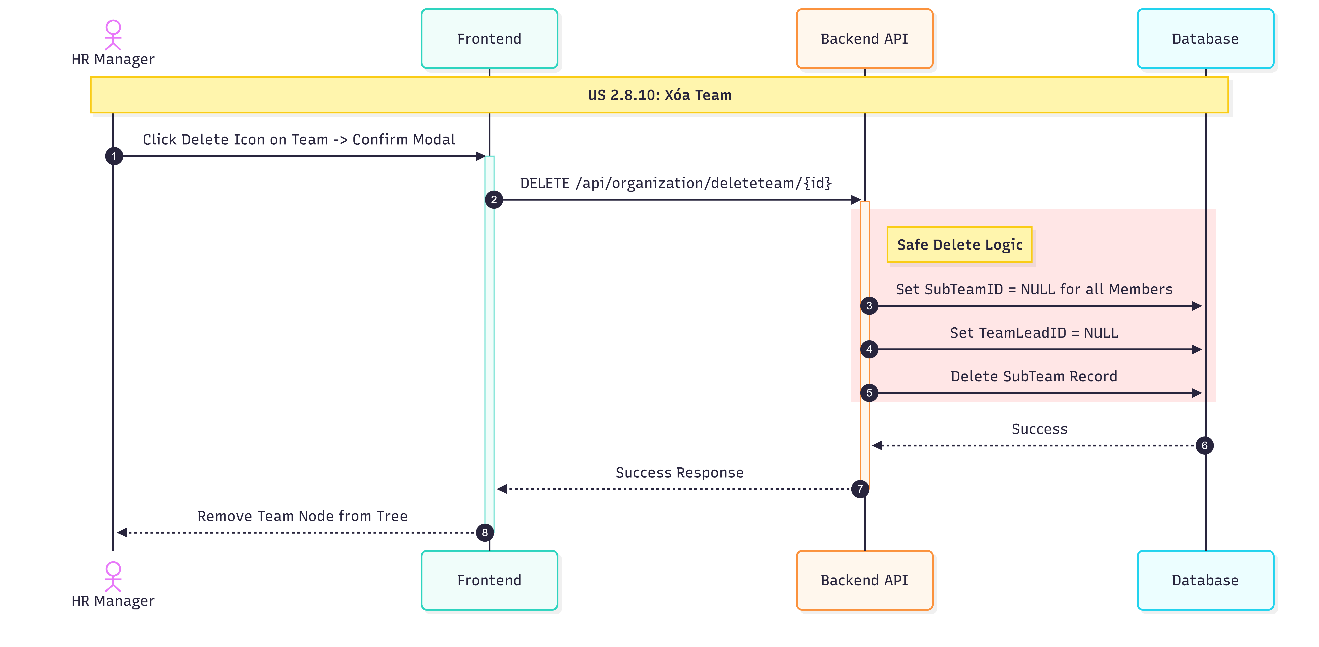 HR Manager
Frontend
Backend API
Database
US 2.8.10: Xóa Team
Click Delete Icon on Team -> Confirm Modal
1
DELETE /api/organization/deleteteam/{id}
2
Safe Delete Logic
Set SubTeamID = NULL for all Members
3
Set TeamLeadID = NULL
4
Delete SubTeam Record
5
Success
6
Success Response
7
Remove Team Node from Tree
8
HR Manager
Frontend
Backend API
Database